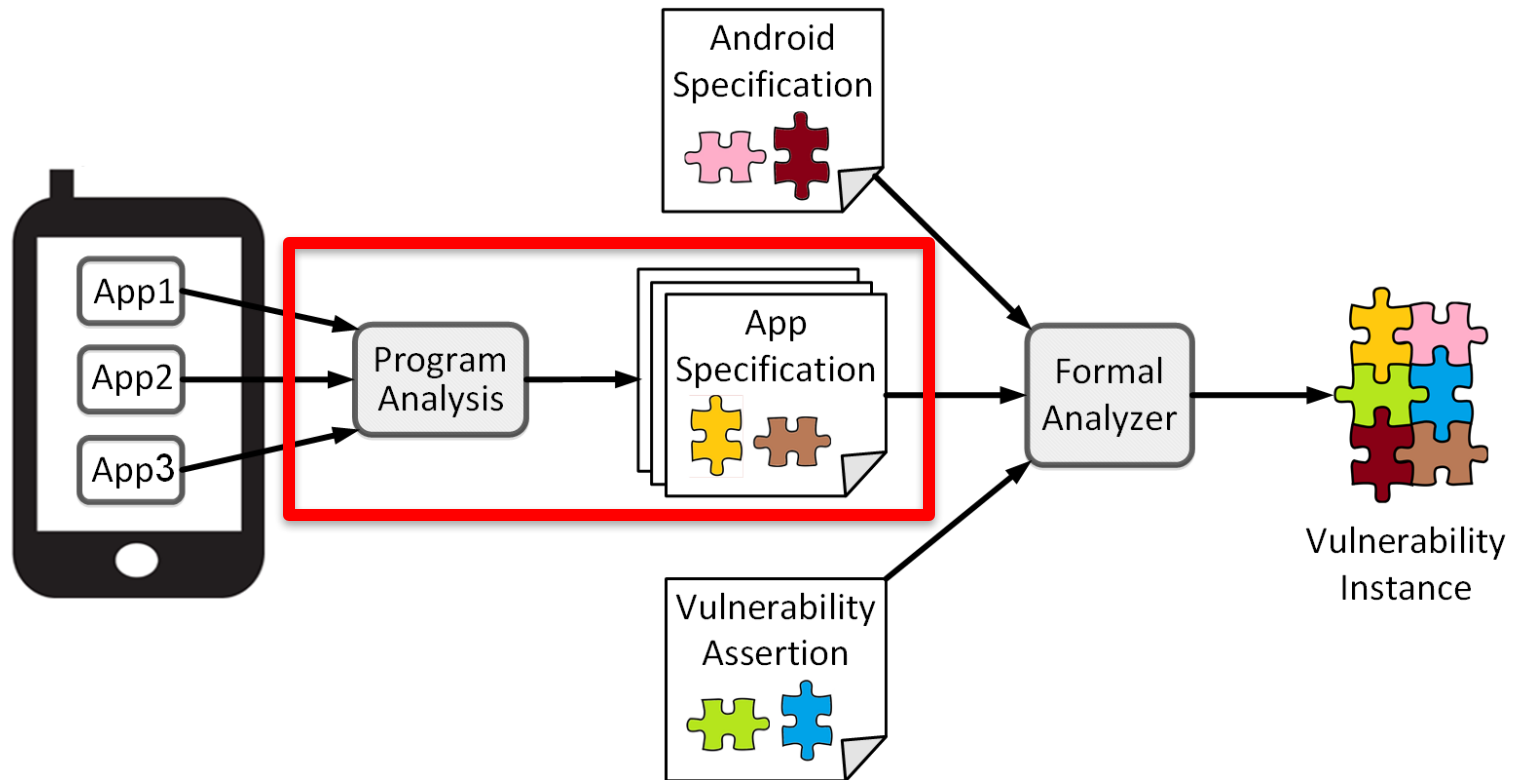 Android
Specification
App1
App2
App3
Program
Analysis
App
Specification
Formal
Analyzer
Vulnerability
Instance
Vulnerability
Assertion